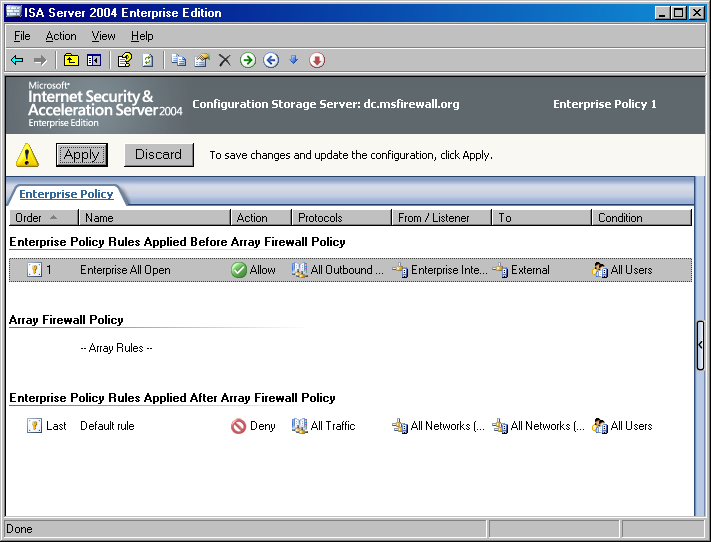 ISA Server 2004 Enterprise Edition
File Action View Help
Microsoft®
Internet Security &
Acceleration Server 2004
Enterprise Edition
Configuration Storage Server: dc.msfirewall.org
Enterprise Policy 1
Apply Discard To save changes and update the configuration, click Apply.
Enterprise Policy
Order Name Action Protocols From / Listener To Condition
Enterprise Policy Rules Applied Before Array Firewall Policy
1 Enterprise All Open Allow All Outbound ... Enterprise Inte... External All Users
Array Firewall Policy
-- Array Rules --
Enterprise Policy Rules Applied After Array Firewall Policy
Last Default rule Deny All Traffic All Networks (... All Networks (... All Users
Done